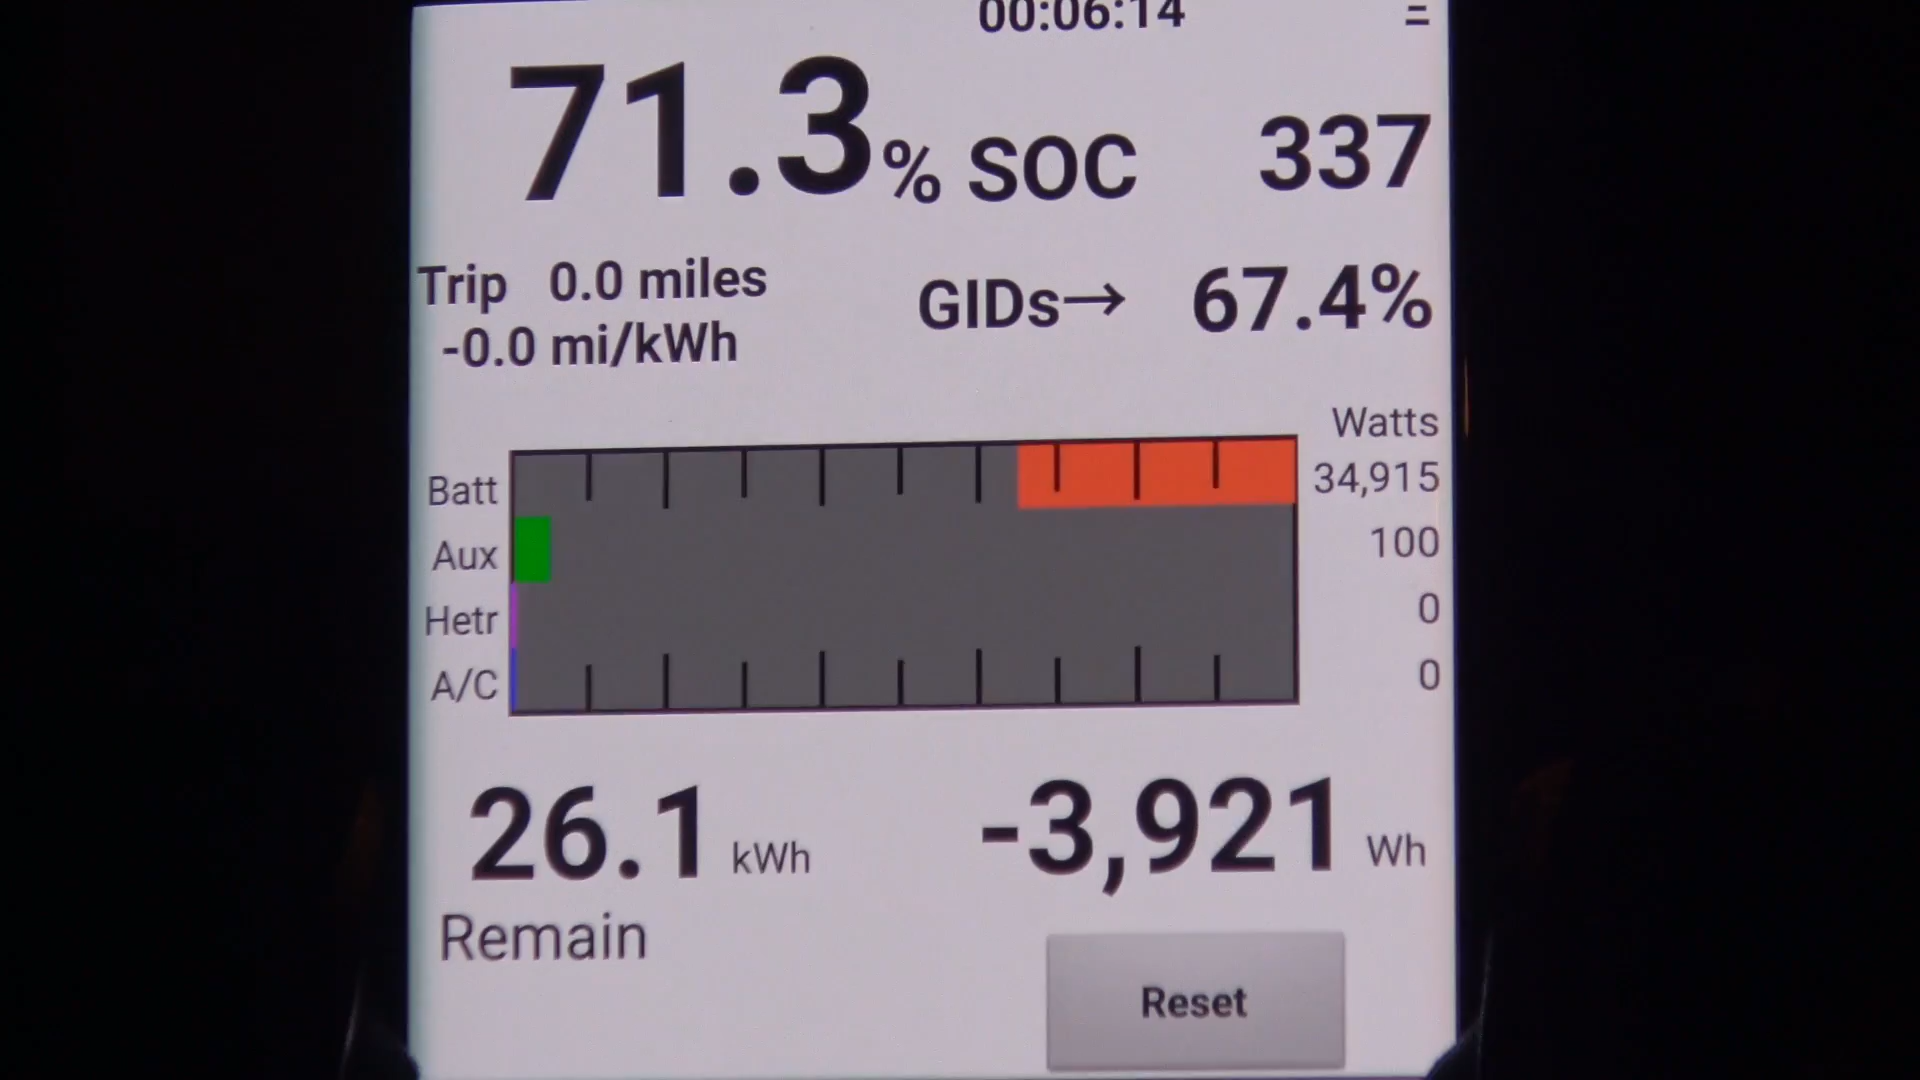 00:06:14
71.3% SOC 337
Trip 0.0 miles GIDs→ 67.4%
-0.0 mi/kWh
Watts
Batt 34,915
Aux 100
Hetr 0
A/C 0
26.1 kWh -3,921 Wh
Remain
Reset